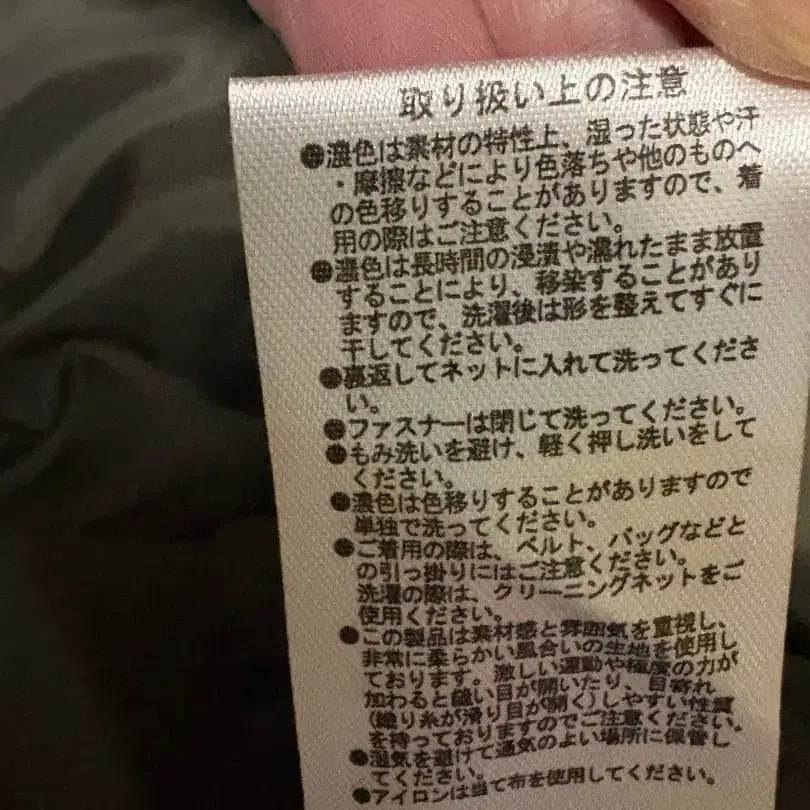 取り扱い上の注意
●濃色は素材の特性上、湿った状態や汗
・摩擦などにより色落ちや他のものへ
の色移りすることがありますので、着
用の際はご注意ください。
●濃色は長時間の浸漬や濡れたまま放置
することにより、移染することがあり
ますので、洗濯後は形を整えてすぐに
干してください。
●裏返してネットに入れて洗ってくださ
い。
●ファスナーは閉じて洗ってください。
●もみ洗いを避け、軽く押し洗いをして
ください。
●濃色は色移りすることがありますので
単独で洗ってください。
●ご着用の際は、ベルト、バッグなどと
の引っ掛りにはご注意ください。
洗濯の際は、クリーニングネットをご
使用ください。
●この製品は素材感と雰囲気を重視し、
非常に柔らかい風合いの生地を使用し
ております。激しい運動や極度の力が
加わると縫い目が開いたり、目寄れ
(織り糸が滑り目が開く)しやすい性質
を持っておりますのでご注意ください。
●湿気を避けて通気のよい場所に保管し
てください。
●アイロンは当て布を使用してください。